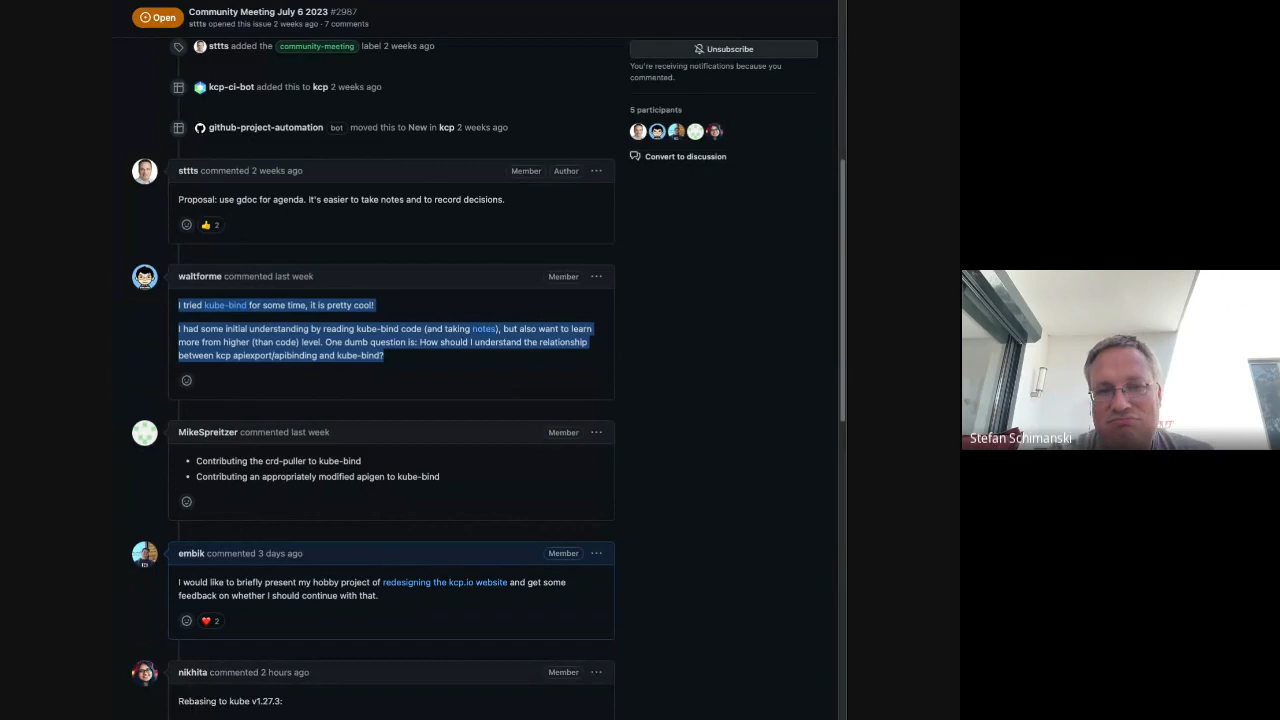 Open
Community Meeting July 6 2023 #2987
sttts opened this issue 2 weeks ago · 7 comments
sttts added the community-meeting label 2 weeks ago
kcp-ci-bot added this to kcp 2 weeks ago
github-project-automation bot moved this to New in kcp 2 weeks ago
sttts commented 2 weeks ago Member Author ···
Proposal: use gdoc for agenda. It's easier to take notes and to record decisions.
👍 2
waltforme commented last week Member ···
I tried kube-bind for some time, it is pretty cool!
I had some initial understanding by reading kube-bind code (and taking notes), but also want to learn
more from higher (than code) level. One dumb question is: How should I understand the relationship
between kcp apiexport/apibinding and kube-bind?
MikeSpreitzer commented last week Member ···
• Contributing the crd-puller to kube-bind
• Contributing an appropriately modified apigen to kube-bind
embik commented 3 days ago Member ···
I would like to briefly present my hobby project of redesigning the kcp.io website and get some
feedback on whether I should continue with that.
❤️ 2
nikhita commented 2 hours ago Member ···
Rebasing to kube v1.27.3:
Unsubscribe
You're receiving notifications because you
commented.
5 participants
Convert to discussion
Stefan Schimanski